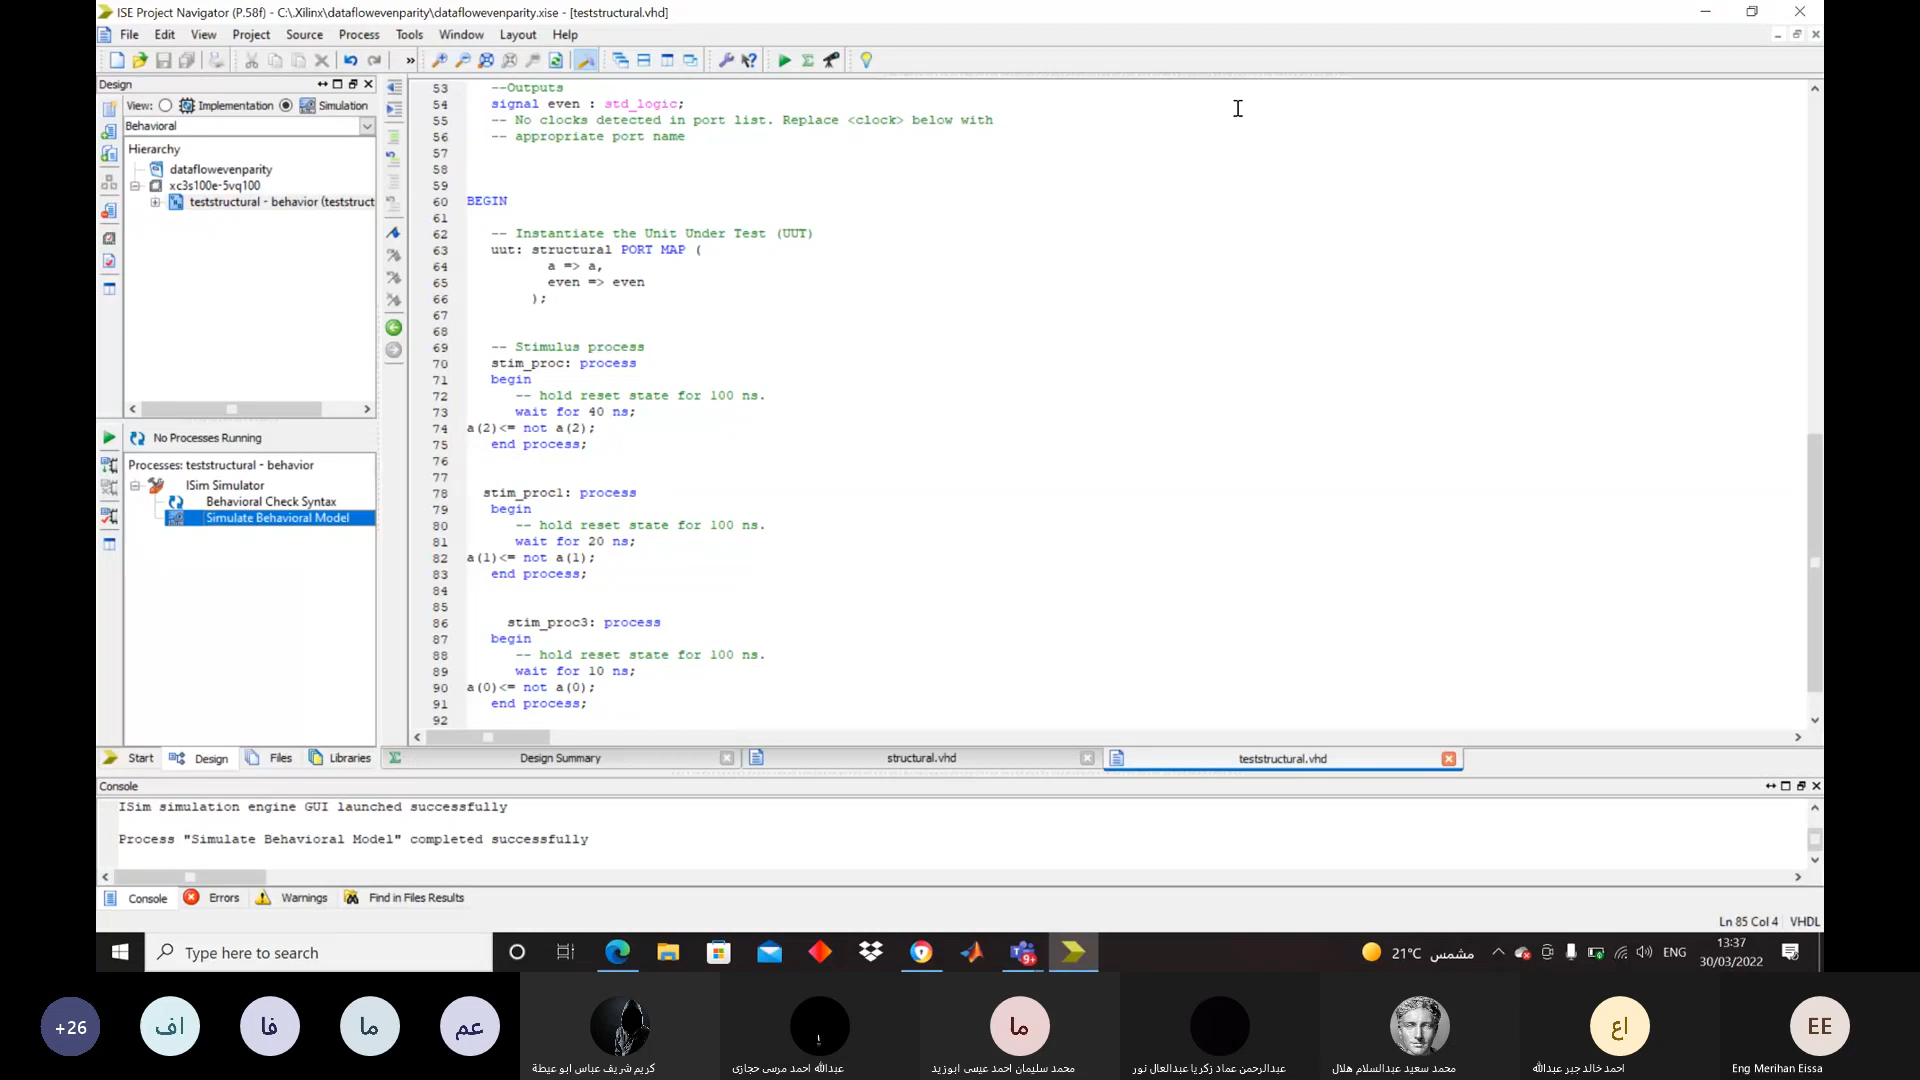 ISE Project Navigator (P.58f) - C:\.Xilinx\dataflowevenparity\dataflowevenparity.xise - [teststructural.vhd]
File Edit View Project Source Process Tools Window Layout Help
Design
View: Implementation Simulation
Behavioral
Hierarchy
dataflowevenparity
xc3s100e-5vq100
teststructural - behavior (teststruct
No Processes Running
Processes: teststructural - behavior
ISim Simulator
Behavioral Check Syntax
Simulate Behavioral Model
Start Design Files Libraries
53 --Outputs
54 signal even : std_logic;
55 -- No clocks detected in port list. Replace <clock> below with
56 -- appropriate port name
57
58
59
60 BEGIN
61
62 -- Instantiate the Unit Under Test (UUT)
63 uut: structural PORT MAP (
64 a => a,
65 even => even
66 );
67
68
69 -- Stimulus process
70 stim_proc: process
71 begin
72 -- hold reset state for 100 ns.
73 wait for 40 ns;
74 a(2)<= not a(2);
75 end process;
76
77
78 stim_proc1: process
79 begin
80 -- hold reset state for 100 ns.
81 wait for 20 ns;
82 a(1)<= not a(1);
83 end process;
84
85
86 stim_proc3: process
87 begin
88 -- hold reset state for 100 ns.
89 wait for 10 ns;
90 a(0)<= not a(0);
91 end process;
92
Design Summary structural.vhd teststructural.vhd
Console
ISim simulation engine GUI launched successfully
Process "Simulate Behavioral Model" completed successfully
Console Errors Warnings Find in Files Results
Ln 85 Col 4 VHDL
Type here to search
9+
21°C مشمس
ENG
13:37
30/03/2022
+26
اف
فا
ما
عم
ما
اع
EE
كريم شريف عباس ابو عيطة
عبدالله احمد مرسى حجازى
محمد سليمان احمد عيسى ابوزيد
عبدالرحمن عماد زكريا عبدالعال نور
محمد سعيد عبدالسلام هلال
احمد خالد جبر عبدالله
Eng Merihan Eissa